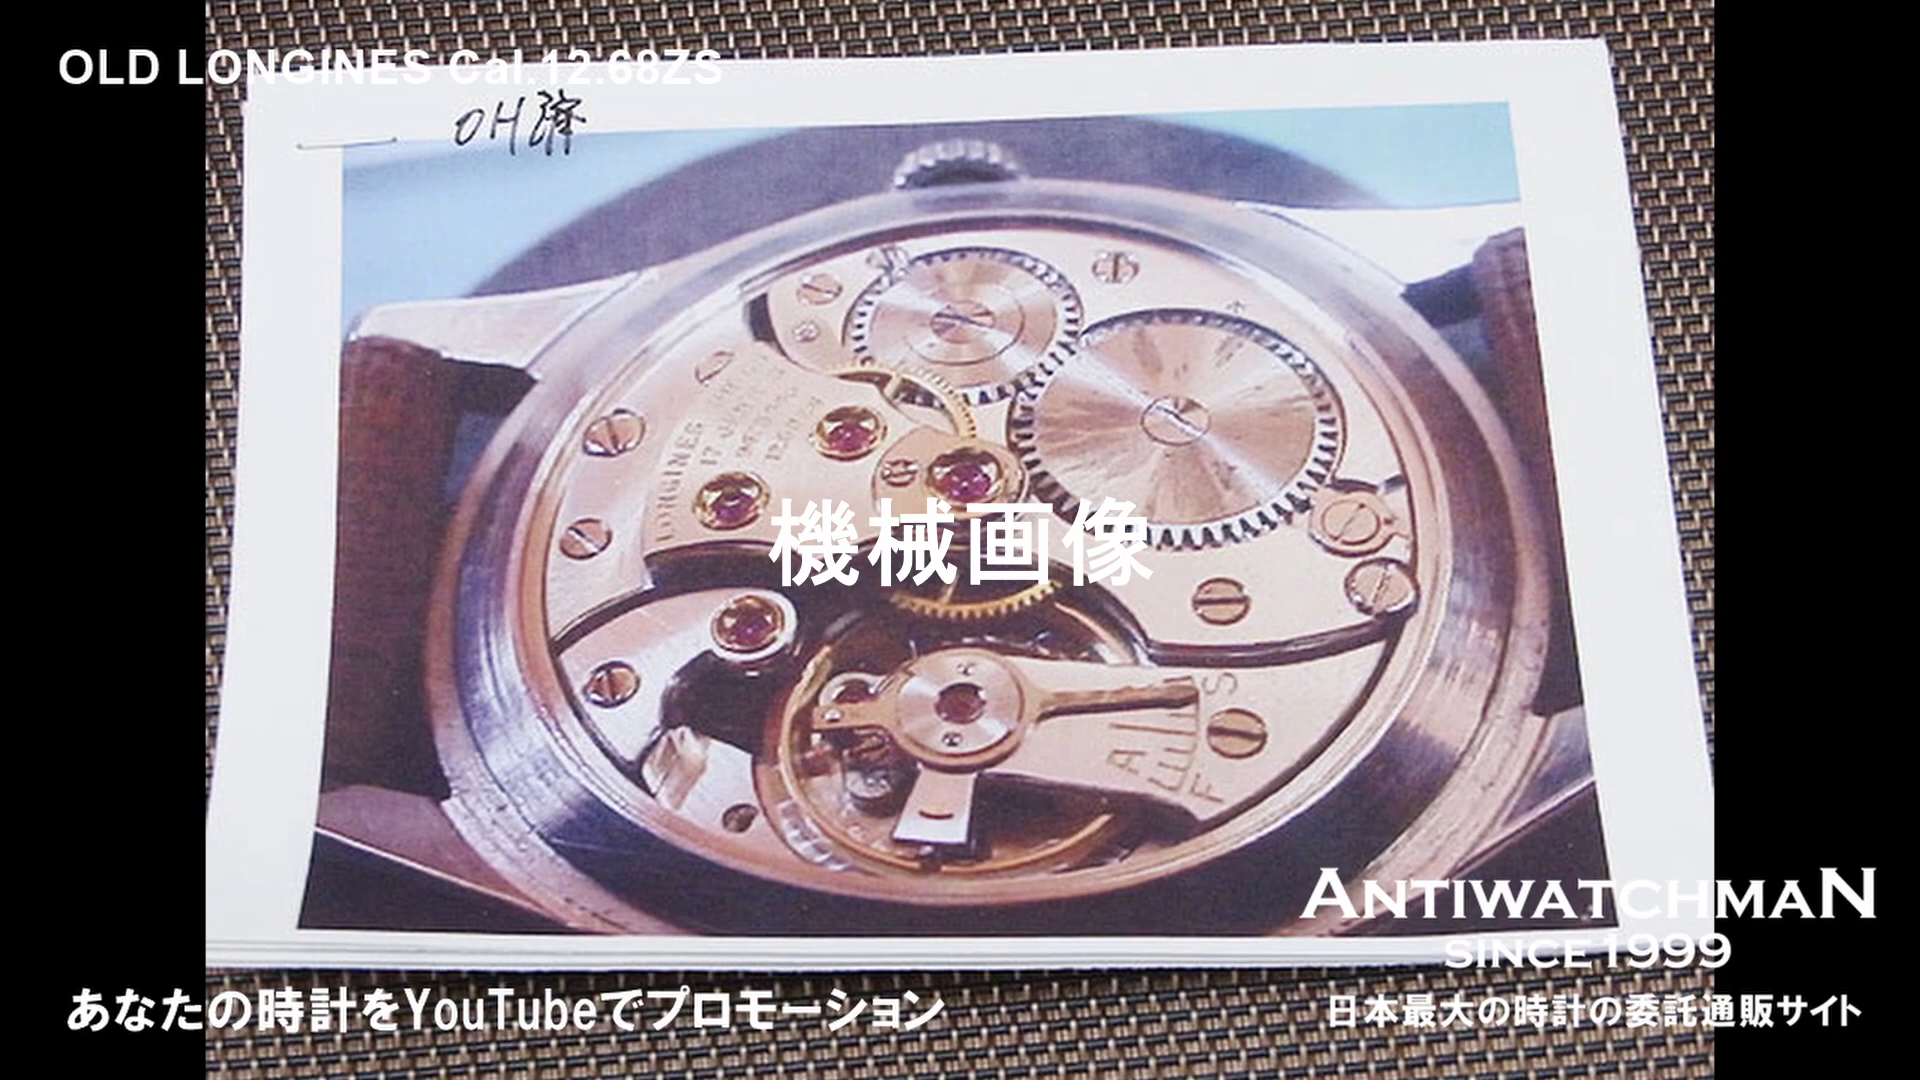 OLD LONGINES Cal.12.68ZS
OH済
LONGINES
17 JEWELS
機械画像
A
S
F
ANTIWATCHMAN
SINCE 1999
あなたの時計をYouTubeでプロモーション
日本最大の時計の委託通販サイト